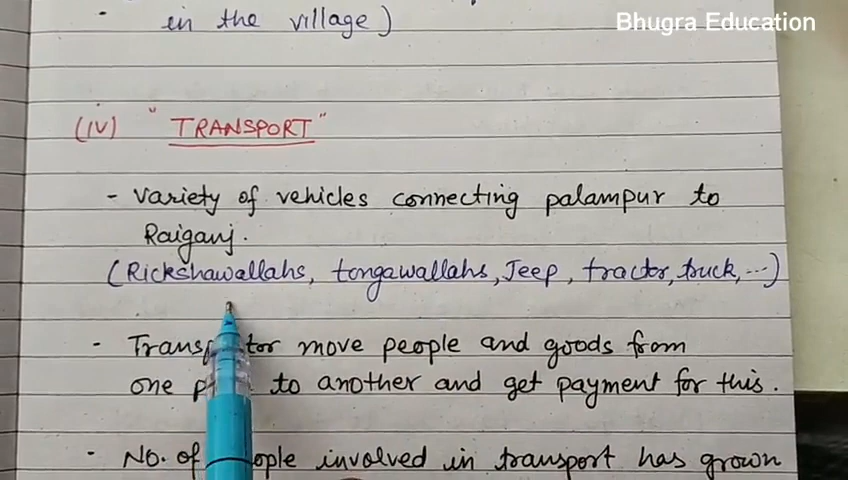 Bhugra Education
in the village)
(iv) "TRANSPORT"
- Variety of vehicles connecting palampur to
Raiganj.
(Rickshawallahs, tongawallahs, Jeep, tractor, truck, ...)
- Transportor move people and goods from
one to another and get payment for this.
- No. of involved in transport has grown